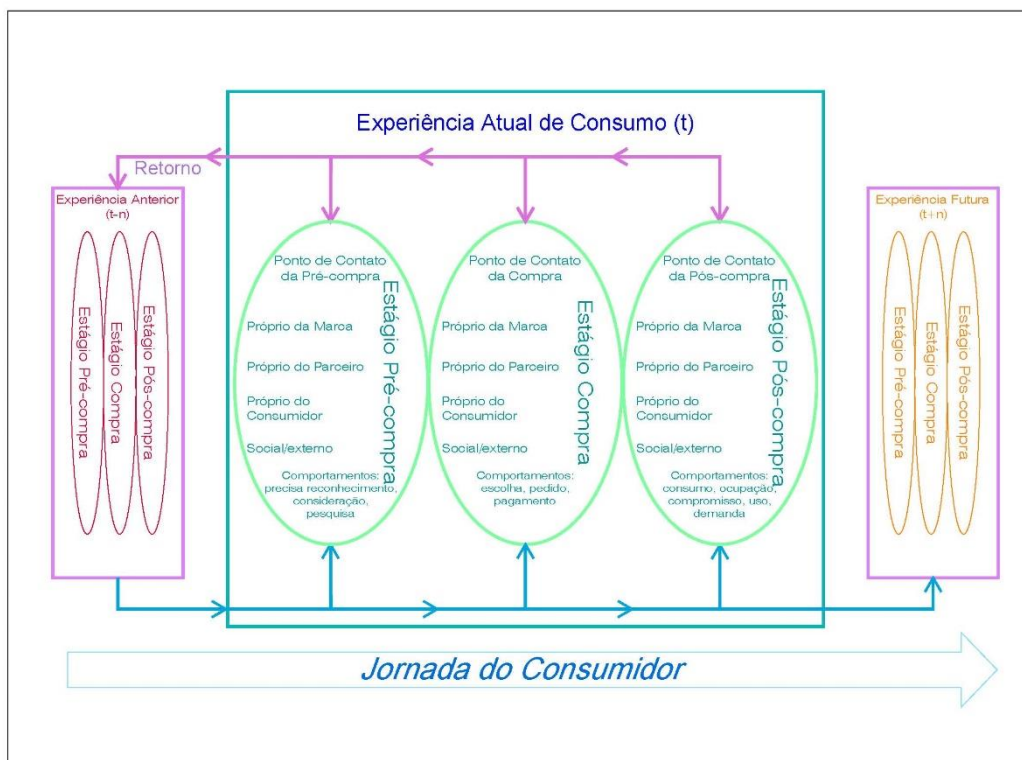 Experiência Atual de Consumo (t)
Retorno
Experiência Anterior
(t-n)
Estágio Pré-compra
Estágio Compra
Estágio Pós-compra
Ponto de Contato
da Pré-compra
Próprio da Marca
Próprio do Parceiro
Próprio do
Consumidor
Social/externo
Comportamentos:
precisa reconhecimento,
consideração,
pesquisa
Estágio Pré-compra
Ponto de Contato
da Compra
Próprio da Marca
Próprio do Parceiro
Próprio do
Consumidor
Social/externo
Comportamentos:
escolha, pedido,
pagamento
Estágio Compra
Ponto de Contato
da Pós-compra
Próprio da Marca
Próprio do Parceiro
Próprio do
Consumidor
Social/externo
Comportamentos:
consumo, ocupação,
compromisso, uso,
demanda
Estágio Pós-compra
Experiência Futura
(t+n)
Estágio Pré-compra
Estágio Compra
Estágio Pós-compra
Jornada do Consumidor